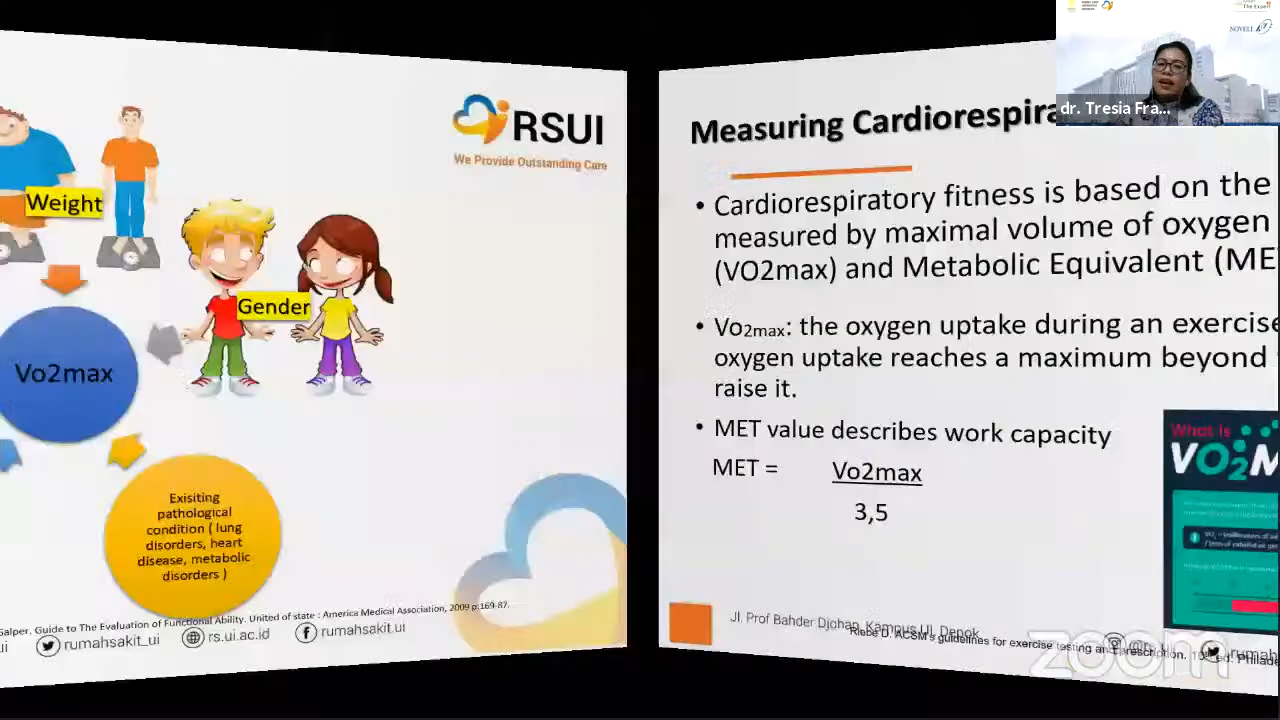 RSUI
We Provide Outstanding Care
Weight
Gender
Vo2max
Exisiting
pathological
condition ( lung
disorders, heart
disease, metabolic
disorders )
Galper. Guide to The Evaluation of Functional Ability. United of state : America Medical Association, 2009 p.169-87.
ui
rumahsakit_ui
rs.ui.ac.id
rumahsakit.ui
Measuring Cardiorespira
• Cardiorespiratory fitness is based on the
measured by maximal volume of oxygen
(VO2max) and Metabolic Equivalent (ME
• Vo2max: the oxygen uptake during an exercise
oxygen uptake reaches a maximum beyond
raise it.
• MET value describes work capacity
MET = Vo2max
3,5
What is
VO2M
Jl. Prof Bahder Djohan, Kampus UI, Depok
Riebe D. ACSM's guidelines for exercise testing and prescription. 10 ed. Philade
rumah
zoom
NOVELL
dr. Tresia Fra...